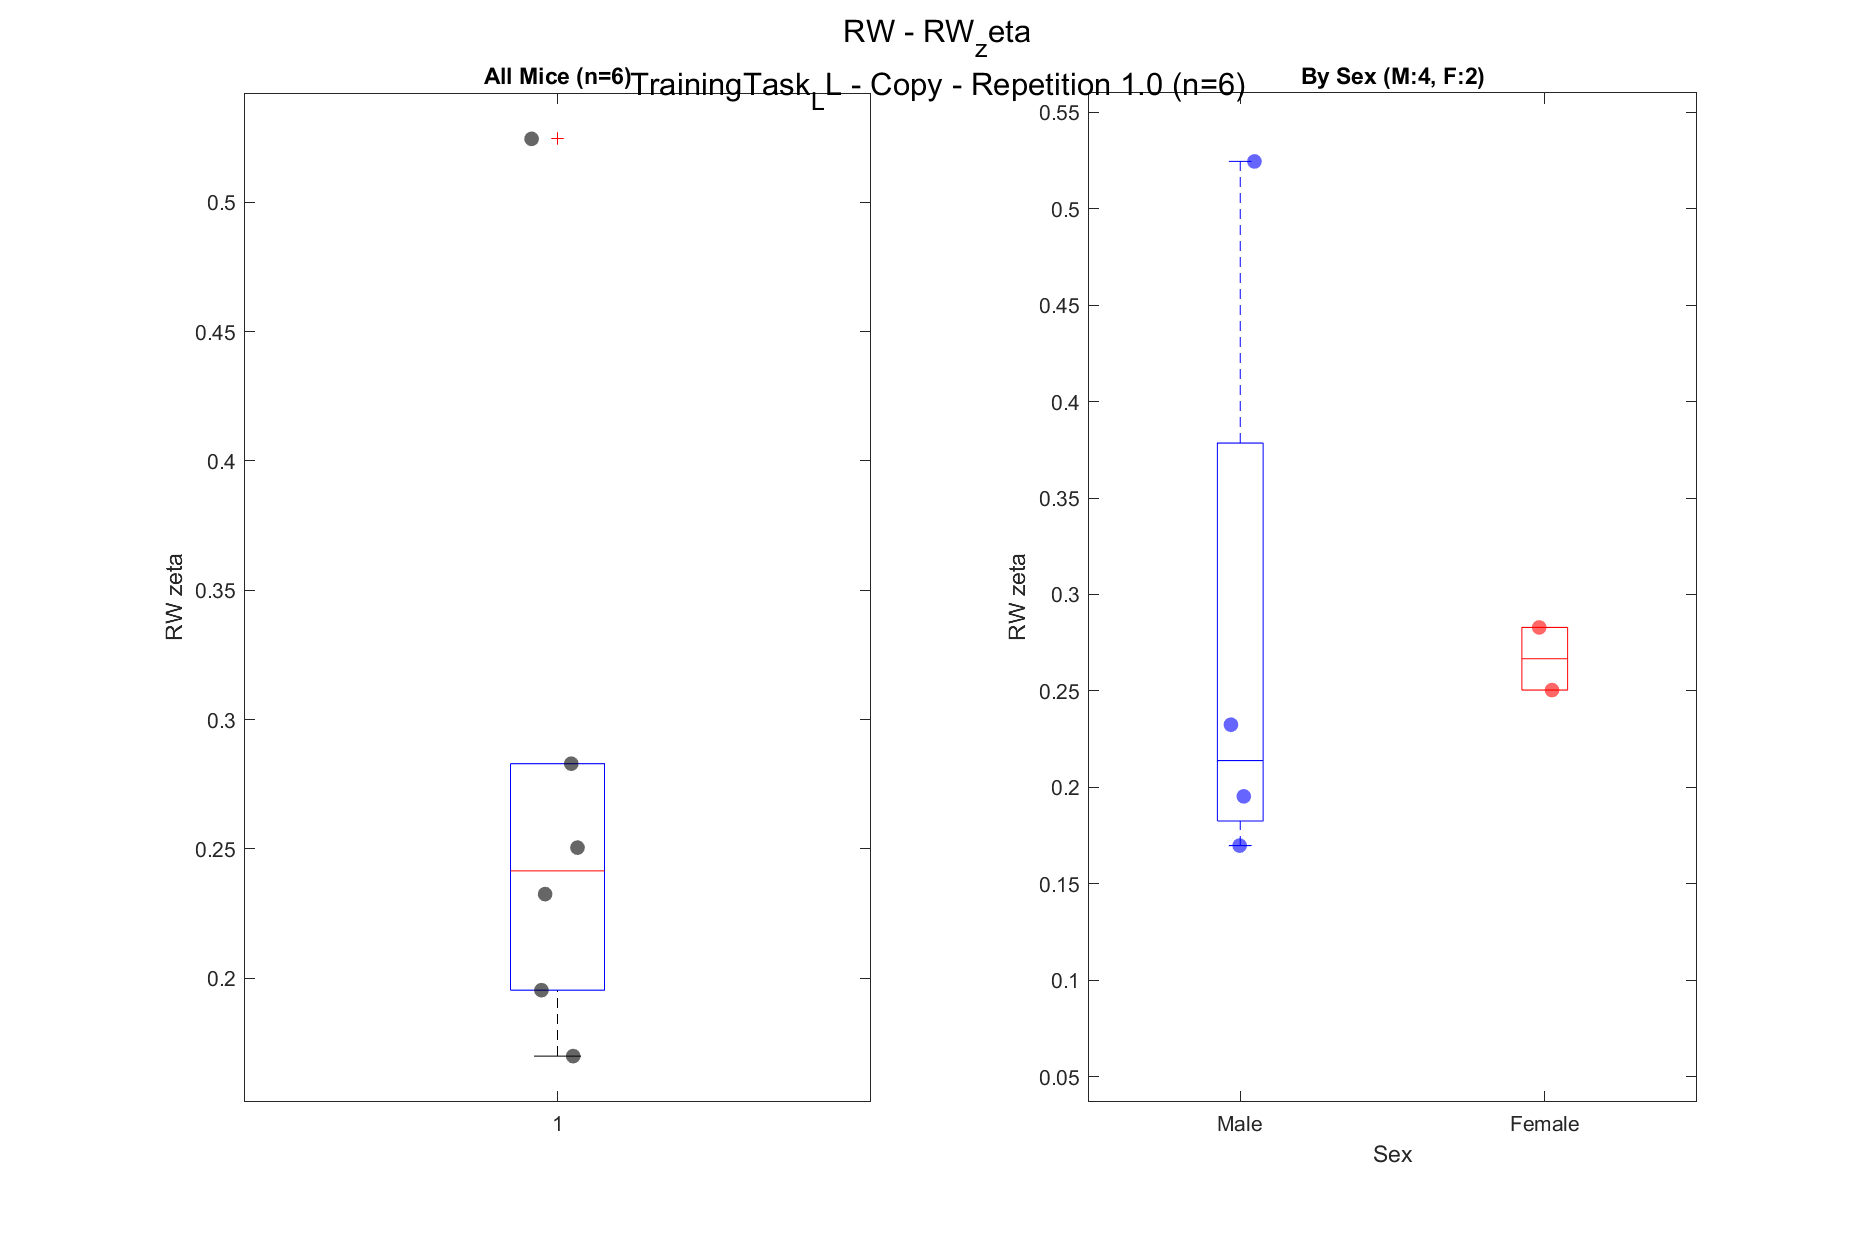 RW - RW_zeta
TrainingTask_LL - Copy - Repetition 1.0 (n=6)
All Mice (n=6)
0.5
0.45
0.4
0.35
0.3
0.25
0.2
RW zeta
1
By Sex (M:4, F:2)
0.55
0.5
0.45
0.4
0.35
0.3
0.25
0.2
0.15
0.1
0.05
RW zeta
Male
Female
Sex